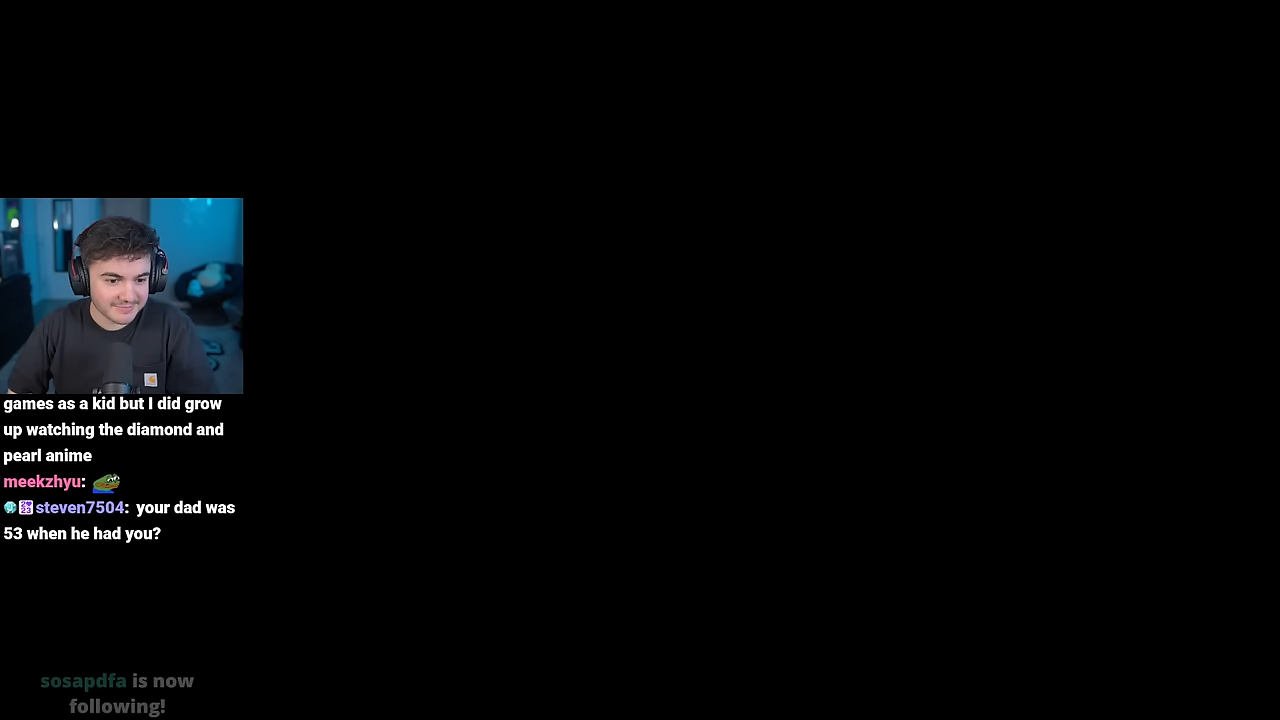 games as a kid but I did grow
up watching the diamond and
pearl anime
meekzhyu:
steven7504: your dad was
53 when he had you?
sosapdfa is now
following!